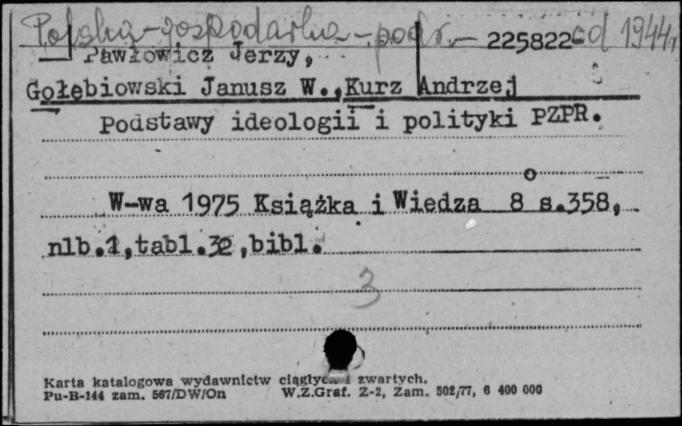 Polska-gospodarka-podr.- 225822 od 1944r.
Pawłowicz Jerzy,
Gołębiowski Janusz W., Kurz Andrzej
Podstawy ideologii i polityki PZPR.
W-wa 1975 Książka i Wiedza 8° s.358,
nlb.1,tabl.32,bibl.
3
Karta katalogowa wydawnictw ciągłych i zwartych.
Pu-B-144 zam. 567/DW/On W.Z.Graf. Z-2, Zam. 502/77, 6 400 000